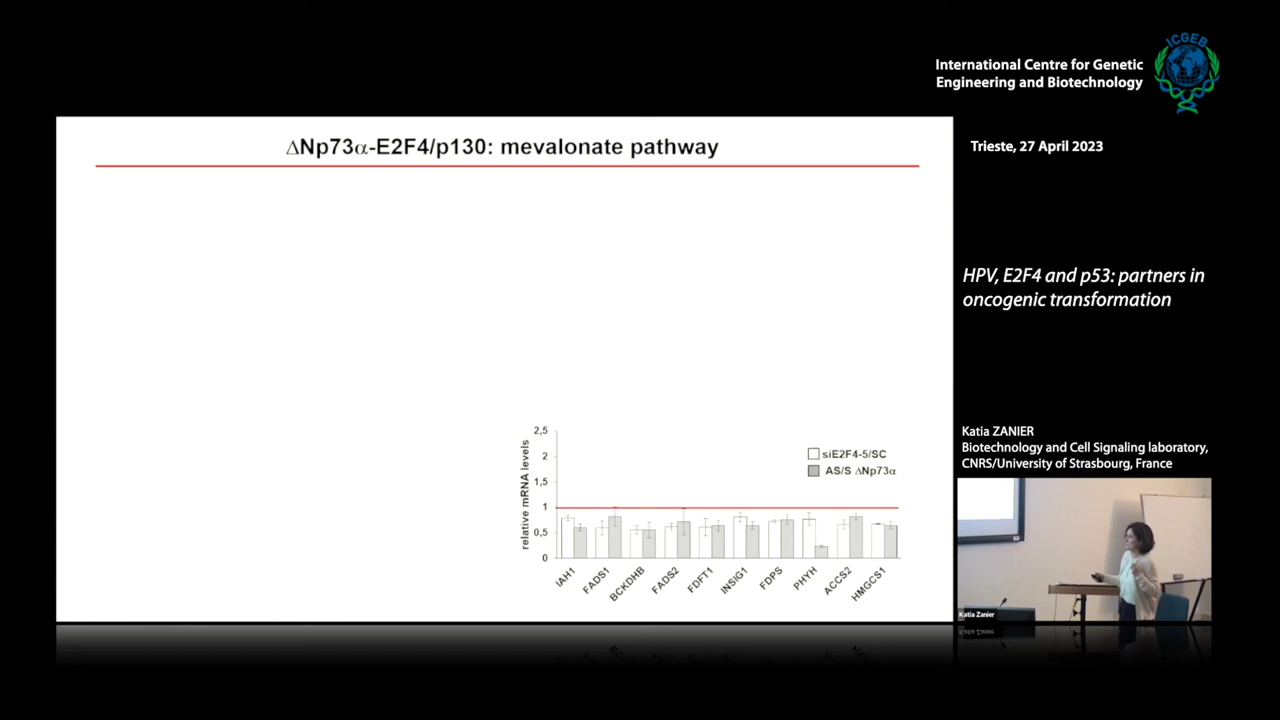 ICGEB
International Centre for Genetic
Engineering and Biotechnology
Trieste, 27 April 2023
ΔNp73α-E2F4/p130: mevalonate pathway
HPV, E2F4 and p53: partners in
oncogenic transformation
Katia ZANIER
Biotechnology and Cell Signaling laboratory,
CNRS/University of Strasbourg, France
Katia Zanier
relative mRNA levels
2,5
2
1,5
1
0,5
0
siE2F4-5/SC
AS/S ΔNp73α
IAH1
FADS1
BCKDHB
FADS2
FDFT1
INSIG1
FDPS
PHYH
ACCS2
HMGCS1